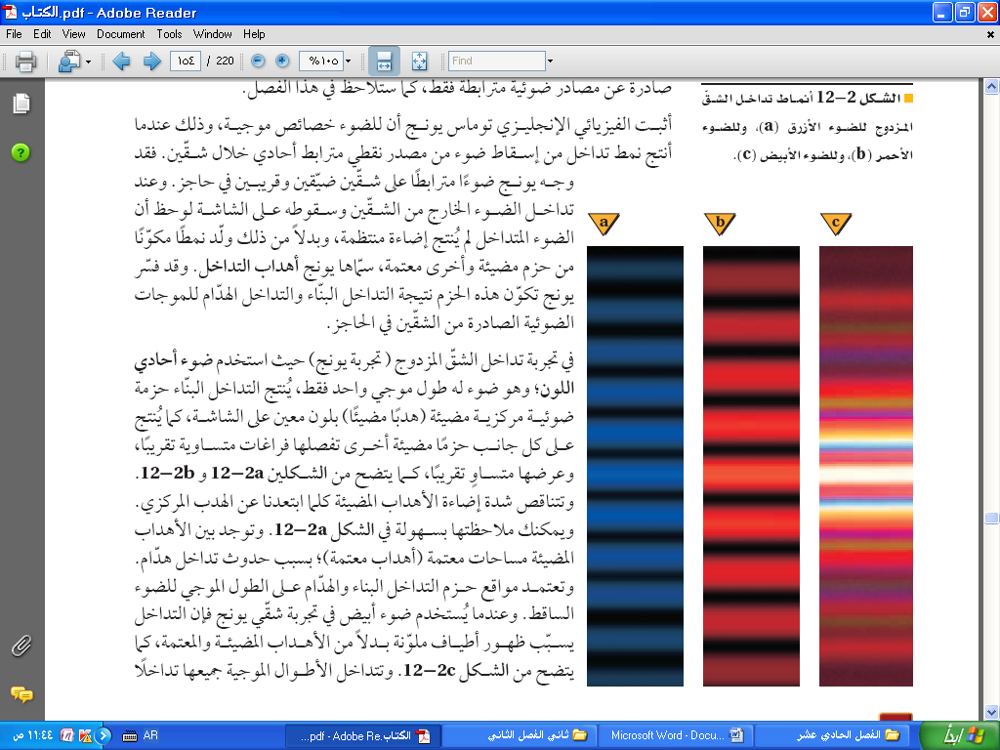 الكتاب.pdf - Adobe Reader
File Edit View Document Tools Window Help
١٥٤ / 220 ١٠٥% Find
صادرة عن مصادر ضوئية مترابطة فقط، كما ستلاحظ في هذا الفصل.
أثبت الفيزيائي الإنجليزي توماس يونج أن للضوء خصائص موجية، وذلك عندما
أنتج نمط تداخل من إسقاط ضوء من مصدر نقطي مترابط أحادي خلال شقّين. فقد
وجه يونج ضوءًا مترابطًا على شقّين ضيّقين وقريبين في حاجز. وعند
تداخل الضوء الخارج من الشقّين وسقوطه على الشاشة لوحظ أن
الضوء المتداخل لم يُنتج إضاءة منتظمة، وبدلاً من ذلك ولّد نمطًا مكوّنًا
من حزم مضيئة وأخرى معتمة، سمّاها يونج أهداب التداخل. وقد فسّر
يونج تكوّن هذه الحزم نتيجة التداخل البنّاء والتداخل الهدّام للموجات
الضوئية الصادرة من الشقّين في الحاجز.
في تجربة تداخل الشقّ المزدوج (تجربة يونج) حيث استخدم ضوء أحادي
اللون؛ وهو ضوء له طول موجي واحد فقط، يُنتج التداخل البنّاء حزمة
ضوئية مركزية مضيئة (هدبًا مضيئًا) بلون معين على الشاشة، كما يُنتج
على كل جانب حزمًا مضيئة أخرى تفصلها فراغات متساوية تقريبًا،
وعرضها متساوٍ تقريبًا، كما يتضح من الشكلين 12-2a و 12-2b.
وتتناقص شدة إضاءة الأهداب المضيئة كلما ابتعدنا عن الهدب المركزي.
ويمكنك ملاحظتها بسهولة في الشكل 12-2a. وتوجد بين الأهداب
المضيئة مساحات معتمة (أهداب معتمة)؛ بسبب حدوث تداخل هدّام.
وتعتمد مواقع حزم التداخل البناء والهدّام على الطول الموجي للضوء
الساقط. وعندما يُستخدم ضوء أبيض في تجربة شقّي يونج فإن التداخل
يسبّب ظهور أطياف ملوّنة بدلاً من الأهداب المضيئة والمعتمة، كما
يتضح من الشكل 12-2c. وتتداخل الأطوال الموجية جميعها تداخلًا
الشكل 2-12 أنماط تداخل الشقّ
المزدوج للضوء الأزرق (a)، وللضوء
الأحمر (b)، وللضوء الأبيض (c).
a b c
ابدأ
الفصل الحادي عشر
Microsoft Word - Docu...
ثاني الفصل الثاني
الكتاب.pdf - Adobe Re...
AR
١١:٤٤ ص